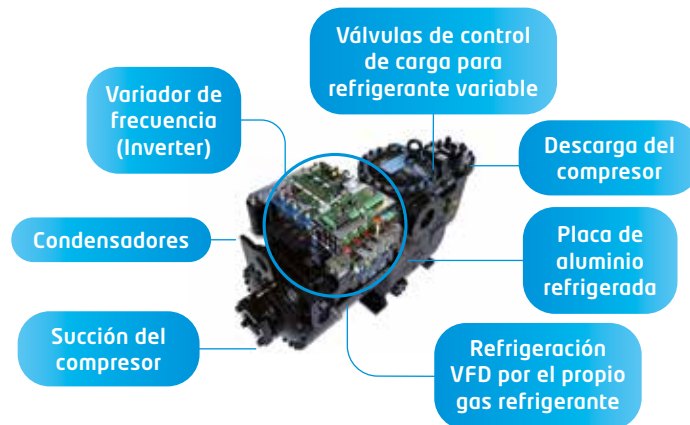 Válvulas de control
de carga para
refrigerante variable
Variador de
frecuencia
(Inverter)
Descarga del
compresor
Condensadores
Placa de
aluminio
refrigerada
Succión del
compresor
Refrigeración
VFD por el propio
gas refrigerante